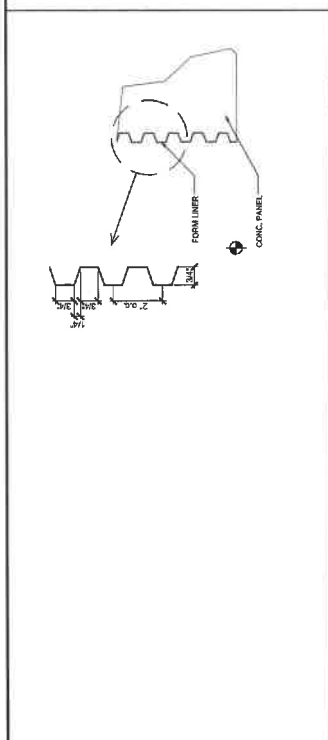 FORM LINER
CONC. PANEL
3/4"
1/4"
3/4"
2" o.c.
3/4"